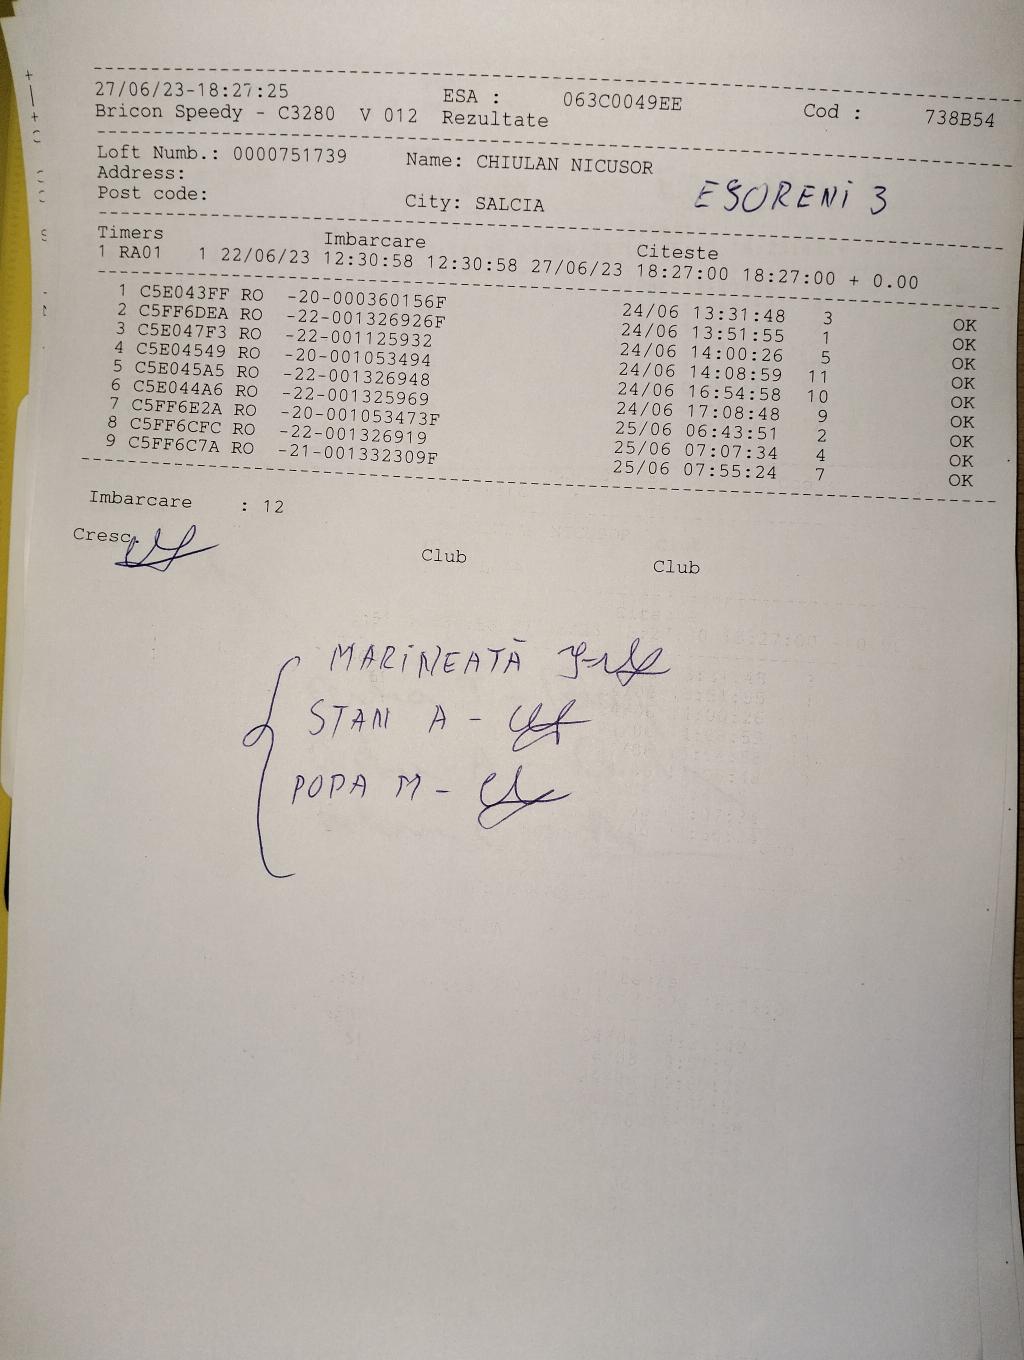 27/06/23-18:27:25 ESA : 063C0049EE Cod : 738B54
Bricon Speedy - C3280 V 012 Rezultate
Loft Numb.: 0000751739 Name: CHIULAN NICUSOR
Address:
Post code: City: SALCIA
EȘORENI 3
Timers Imbarcare Citeste
1 RA01 1 22/06/23 12:30:58 12:30:58 27/06/23 18:27:00 18:27:00 + 0.00
1 C5E043FF RO -20-000360156F 24/06 13:31:48 3 OK
2 C5FF6DEA RO -22-001326926F 24/06 13:51:55 1 OK
3 C5E047F3 RO -22-001125932 24/06 14:00:26 5 OK
4 C5E04549 RO -20-001053494 24/06 14:08:59 11 OK
5 C5E045A5 RO -22-001326948 24/06 16:54:58 10 OK
6 C5E044A6 RO -22-001325969 24/06 17:08:48 9 OK
7 C5FF6E2A RO -20-001053473F 25/06 06:43:51 2 OK
8 C5FF6CFC RO -22-001326919 25/06 07:07:34 4 OK
9 C5FF6C7A RO -21-001332309F 25/06 07:55:24 7 OK
Imbarcare : 12
Cresc. Club Club
MARINEATĂ
STAN A -
POPA M -